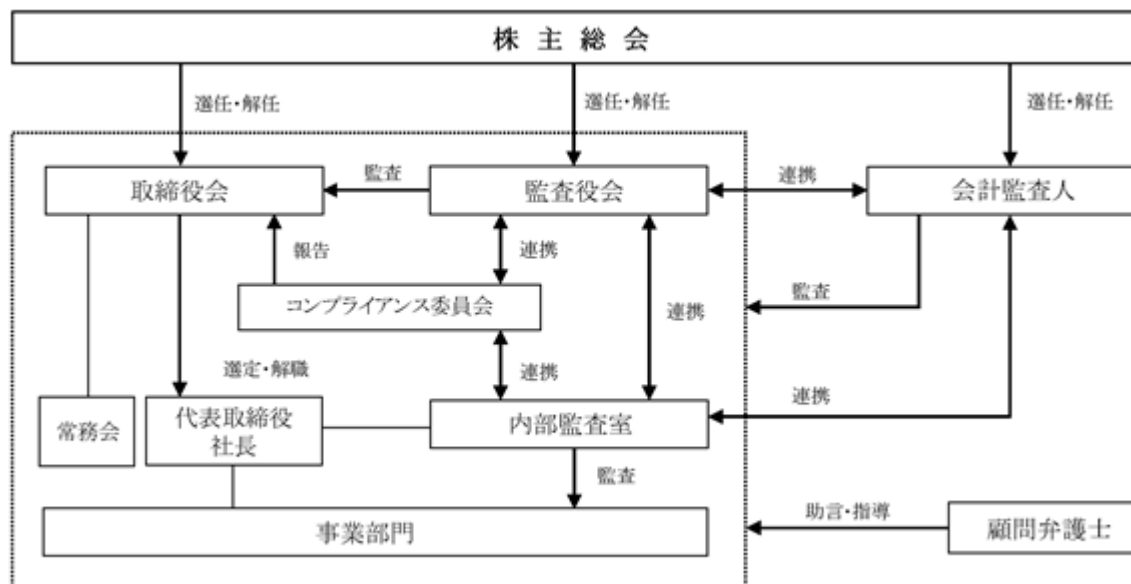 株主総会
選任・解任
選任・解任
選任・解任
取締役会
監査
監査役会
連携
会計監査人
報告
連携
監査
コンプライアンス委員会
連携
選定・解職
連携
連携
常務会
代表取締役
社長
内部監査室
監査
助言・指導
事業部門
顧問弁護士